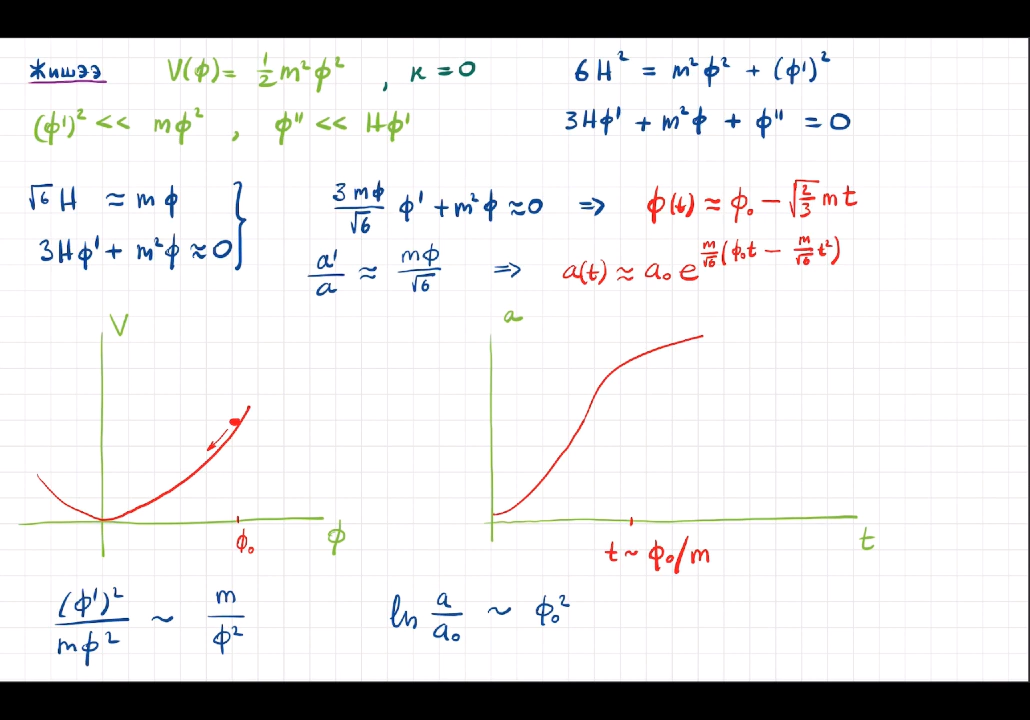 Жишээ V(ϕ) = 1/2 m²ϕ² , κ = 0 6H² = m²ϕ² + (ϕ')²
(ϕ')² << mϕ² , ϕ'' << Hϕ' 3Hϕ' + m²ϕ + ϕ'' = 0
√6 H ≈ mϕ 3mϕ/√6 ϕ' + m²ϕ ≈ 0 => ϕ(t) ≈ ϕ₀ − √(2/3) mt
3Hϕ' + m²ϕ ≈ 0 a'/a ≈ mϕ/√6 => a(t) ≈ a₀ e^(m/√6 (ϕ₀t − m/√6 t²))
V a
ϕ₀ ϕ t ~ ϕ₀/m t
(ϕ')²/mϕ² ~ m/ϕ² ln a/a₀ ~ ϕ₀²